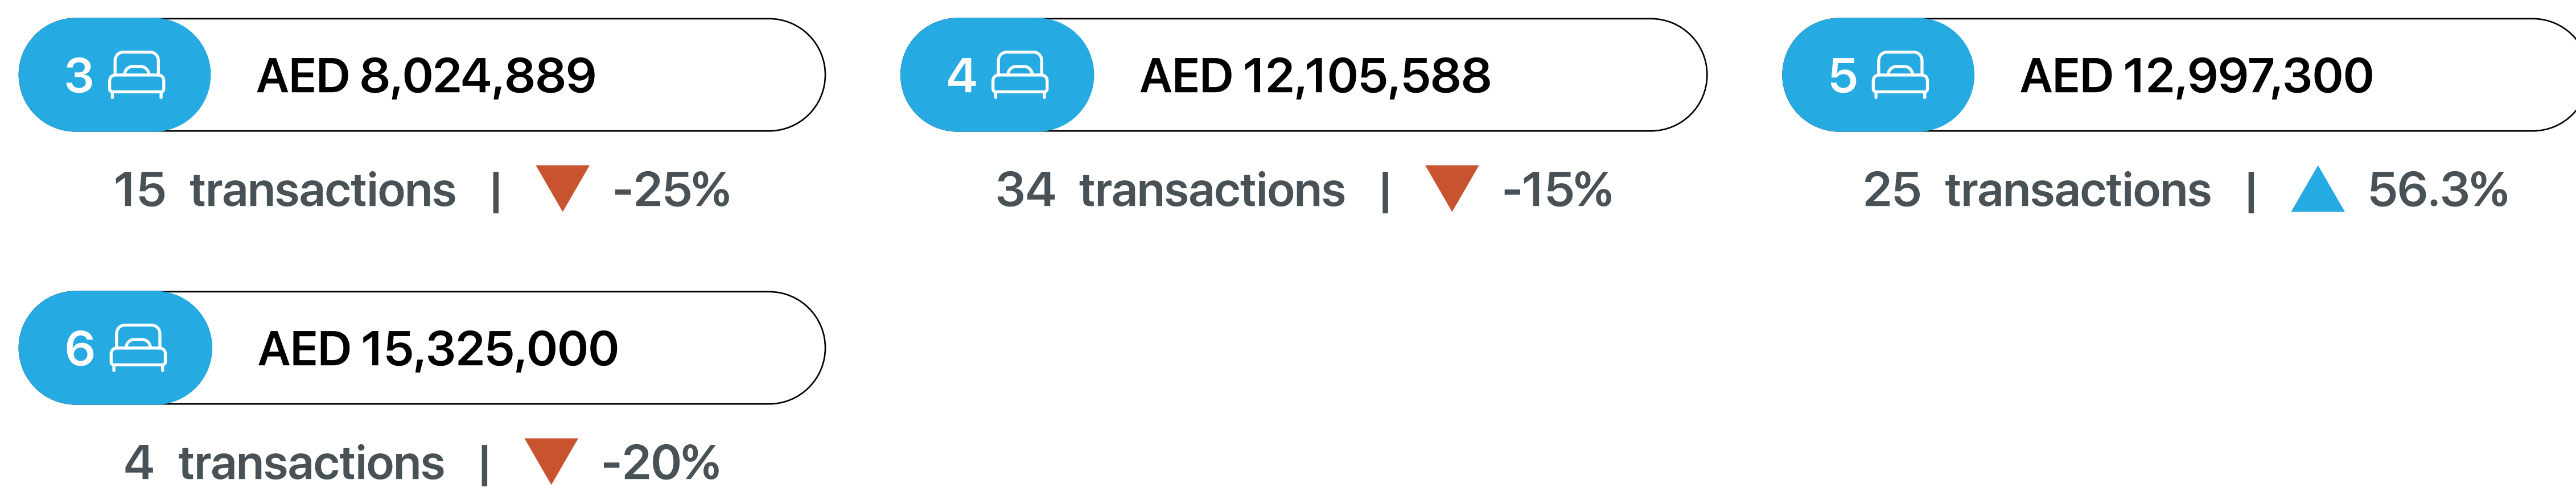 3 AED 8,024,889
15 transactions | -25%
4 AED 12,105,588
34 transactions | -15%
5 AED 12,997,300
25 transactions | 56.3%
6 AED 15,325,000
4 transactions | -20%